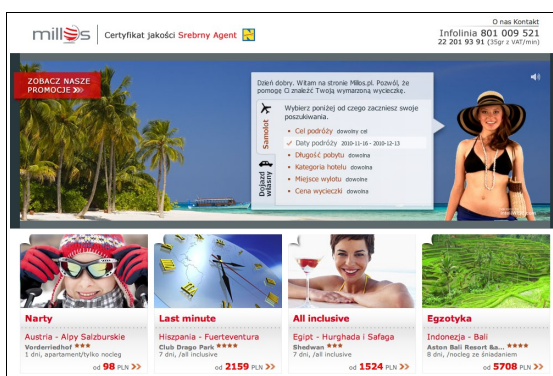 O nas Kontakt
millos Certyfikat jakości Srebrny Agent
Infolinia 801 009 521
22 201 93 91 (35gr z VAT/min)
ZOBACZ NASZE
PROMOCJE
Dzień dobry. Witam na stronie Millos.pl. Pozwól, że
pomogę Ci znaleźć Twoją wymarzoną wycieczkę.
Samolot
Dojazd
własny
Wybierz poniżej od czego zaczniesz swoje
poszukiwania.
• Cel podróży dowolny cel
✓ Daty podróży 2010-11-16 - 2010-12-13
• Długość pobytu dowolna
• Kategoria hotelu dowolna
• Miejsce wylotu dowolne
• Cena wycieczki dowolna
Narty
Austria - Alpy Salzburskie
Vorderriedhof ★★★
1 dni, apartament/tylko nocleg
od 98 PLN >>
Last minute
Hiszpania - Fuerteventura
Club Drago Park ★★★★
7 dni, /all inclusive
od 2159 PLN >>
All inclusive
Egipt - Hurghada i Safaga
Shedwan ★★★★
7 dni, /all inclusive
od 1524 PLN >>
Egzotyka
Indonezja - Bali
Aston Bali Resort &a... ★★★★
8 dni, /nocleg ze śniadaniem
od 5708 PLN >>